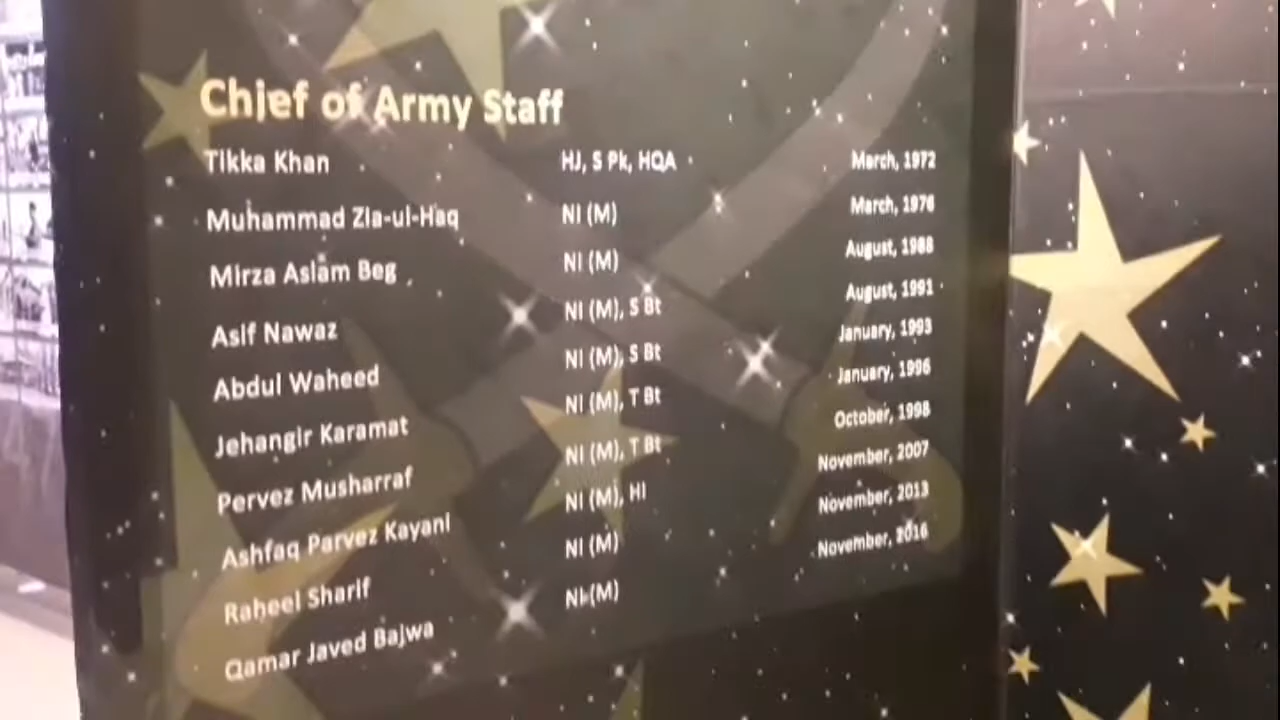 Chief of Army Staff
Tikka Khan HJ, S Pk, HQA March, 1972
Muhammad Zia-ul-Haq NI (M) March, 1976
Mirza Aslam Beg NI (M) August, 1988
Asif Nawaz NI (M), S Bt August, 1991
Abdul Waheed NI (M), S Bt January, 1993
Jehangir Karamat NI (M), T Bt January, 1996
Pervez Musharraf NI (M), T Bt October, 1998
Ashfaq Parvez Kayani NI (M), HI November, 2007
Raheel Sharif NI (M) November, 2013
Qamar Javed Bajwa NI (M) November, 2016